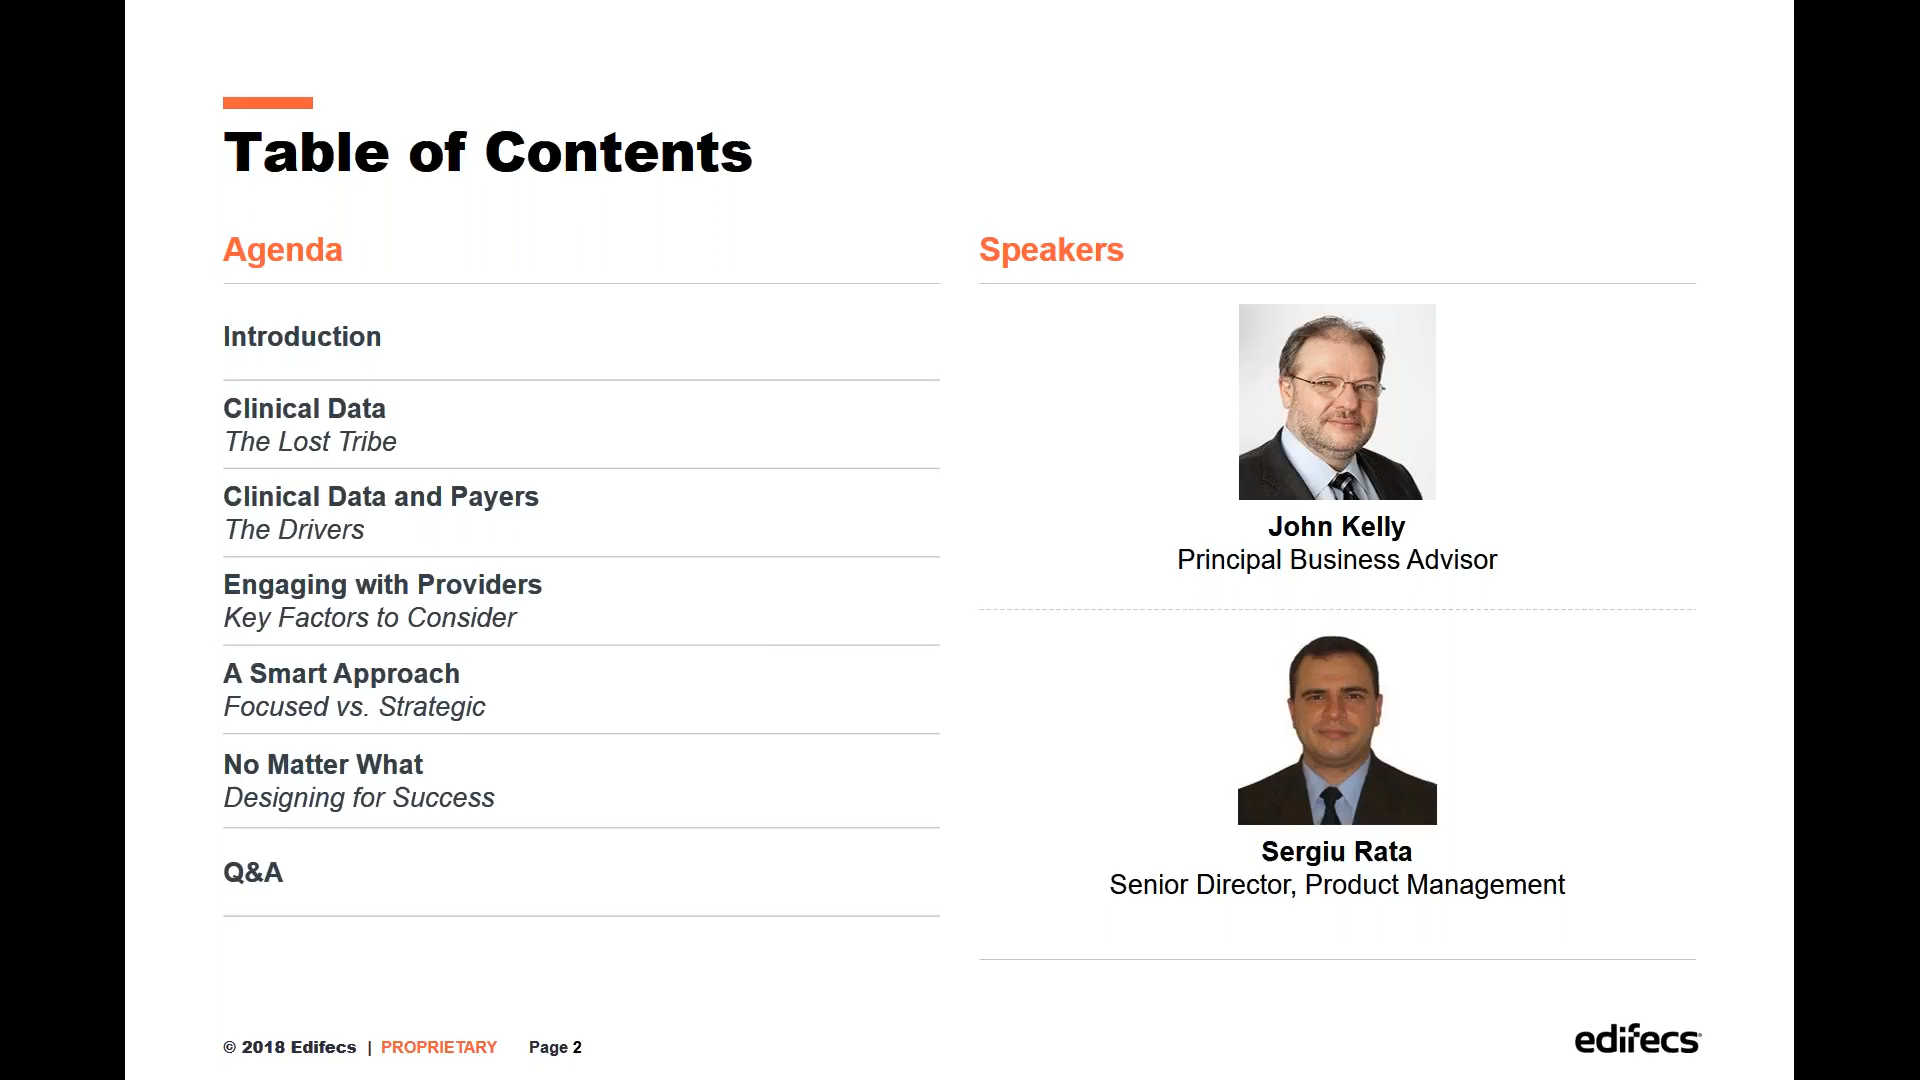 Table of Contents
Agenda
Introduction
Clinical Data
The Lost Tribe
Clinical Data and Payers
The Drivers
Engaging with Providers
Key Factors to Consider
A Smart Approach
Focused vs. Strategic
No Matter What
Designing for Success
Q&A
Speakers
John Kelly
Principal Business Advisor
Sergiu Rata
Senior Director, Product Management
© 2018 Edifecs | PROPRIETARY Page 2
edifecs